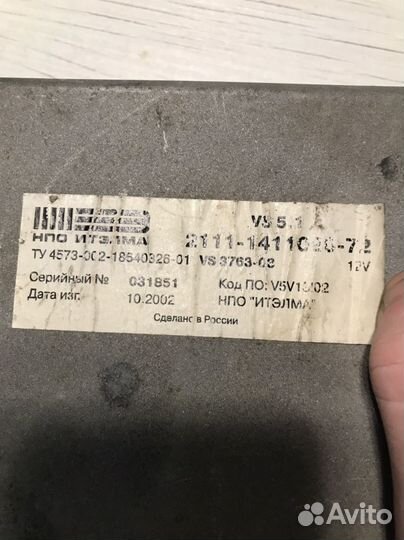 VS 5.1
НПО ИТЭЛМА 2111-1411020-72
ТУ 4573-002-18540326-01 VS 3763-03 12V
Серийный № 031851 Код ПО: V5V13I02
Дата изг. 10.2002 НПО "ИТЭЛМА"
Сделано в России
Avito